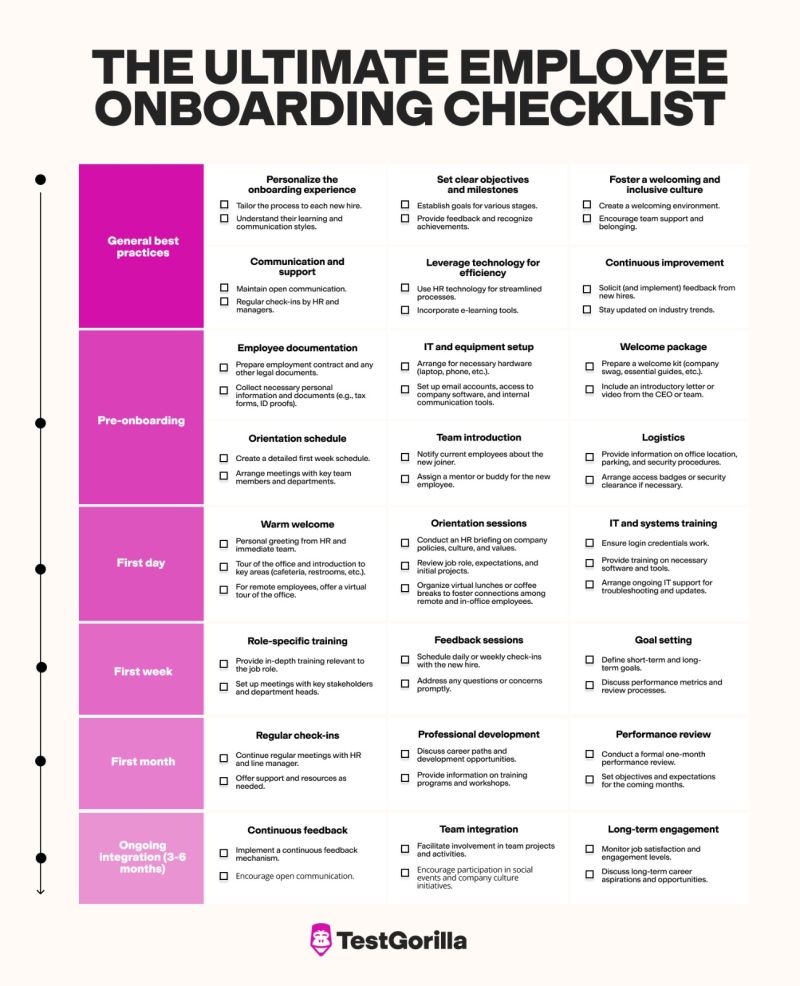 THE ULTIMATE EMPLOYEE
ONBOARDING CHECKLIST
General best
practices
Personalize the
onboarding experience
Tailor the process to each new hire.
Understand their learning and
communication styles.
Set clear objectives
and milestones
Establish goals for various stages.
Provide feedback and recognize
achievements.
Foster a welcoming and
inclusive culture
Create a welcoming environment.
Encourage team support and
belonging.
Communication and
support
Maintain open communication.
Regular check-ins by HR and
managers.
Leverage technology for
efficiency
Use HR technology for streamlined
processes.
Incorporate e-learning tools.
Continuous improvement
Solicit (and implement) feedback from
new hires.
Stay updated on industry trends.
Pre-onboarding
Employee documentation
Prepare employment contract and any
other legal documents.
Collect necessary personal
information and documents (e.g., tax
forms, ID proofs).
IT and equipment setup
Arrange for necessary hardware
(laptop, phone, etc.).
Set up email accounts, access to
company software, and internal
communication tools.
Welcome package
Prepare a welcome kit (company
swag, essential guides, etc.).
Include an introductory letter or
video from the CEO or team.
Orientation schedule
Create a detailed first week schedule.
Arrange meetings with key team
members and departments.
Team introduction
Notify current employees about the
new joiner.
Assign a mentor or buddy for the new
employee.
Logistics
Provide information on office location,
parking, and security procedures.
Arrange access badges or security
clearance if necessary.
First day
Warm welcome
Personal greeting from HR and
immediate team.
Tour of the office and introduction to
key areas (cafeteria, restrooms, etc.).
For remote employees, offer a virtual
tour of the office.
Orientation sessions
Conduct an HR briefing on company
policies, culture, and values.
Review job role, expectations, and
initial projects.
Organize virtual lunches or coffee
breaks to foster connections among
remote and in-office employees.
IT and systems training
Ensure login credentials work.
Provide training on necessary
software and tools.
Arrange ongoing IT support for
troubleshooting and updates.
First week
Role-specific training
Provide in-depth training relevant to
the job role.
Set up meetings with key stakeholders
and department heads.
Feedback sessions
Schedule daily or weekly check-ins
with the new hire.
Address any questions or concerns
promptly.
Goal setting
Define short-term and long-
term goals.
Discuss performance metrics and
review processes.
First month
Regular check-ins
Continue regular meetings with HR
and line manager.
Offer support and resources as
needed.
Professional development
Discuss career paths and
development opportunities.
Provide information on training
programs and workshops.
Performance review
Conduct a formal one-month
performance review.
Set objectives and expectations
for the coming months.
Ongoing
integration (3-6
months)
Continuous feedback
Implement a continuous feedback
mechanism.
Encourage open communication.
Team integration
Facilitate involvement in team projects
and activities.
Encourage participation in social
events and company culture
initiatives.
Long-term engagement
Monitor job satisfaction and
engagement levels.
Discuss long-term career
aspirations and opportunities.
TestGorilla